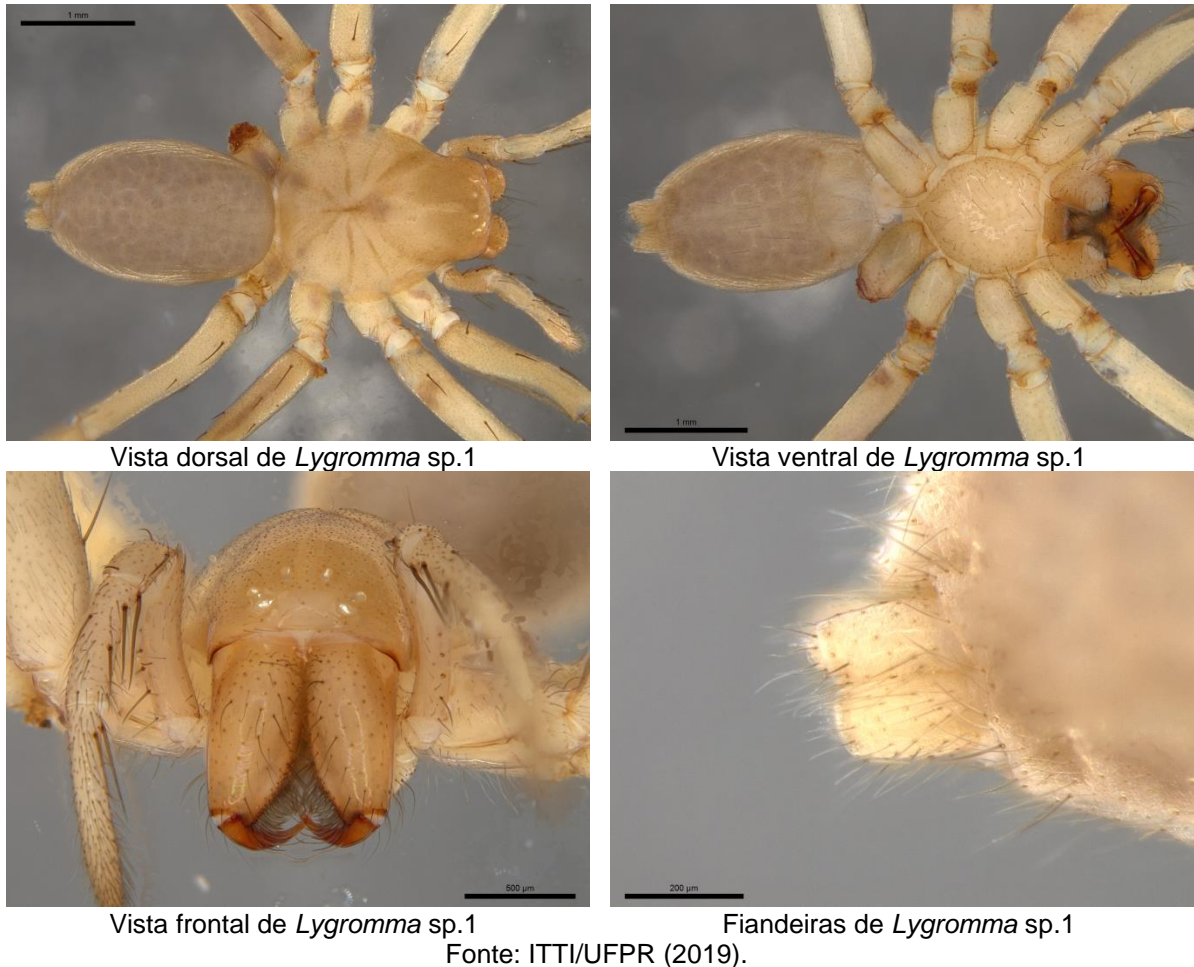 1 mm
1 mm
Vista dorsal de Lygromma sp.1
Vista ventral de Lygromma sp.1
500 µm
200 µm
Vista frontal de Lygromma sp.1
Fiandeiras de Lygromma sp.1
Fonte: ITTI/UFPR (2019).